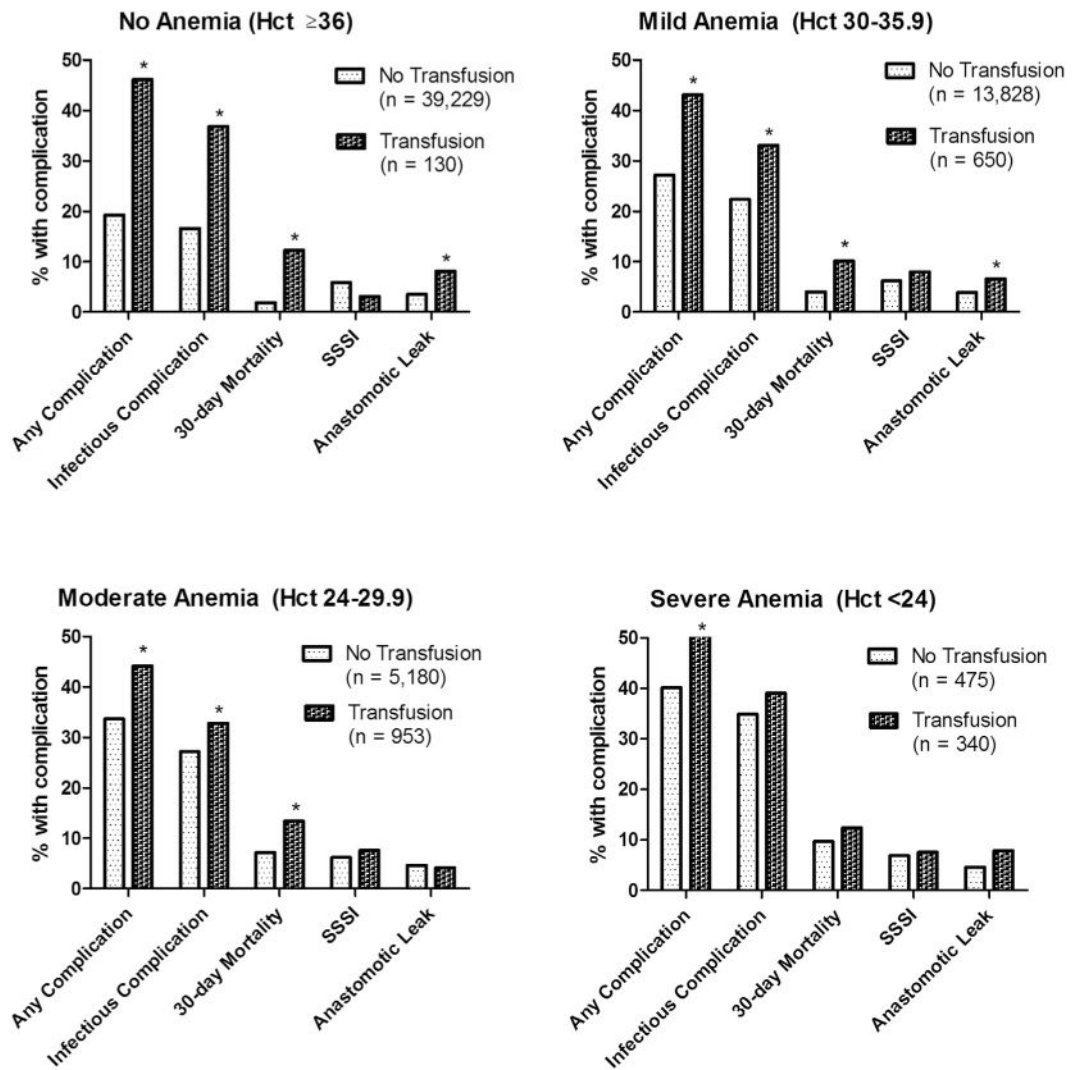 No Anemia (Hct ≥36)
50
40
30
20
10
0
% with complication
*
*
*
*
No Transfusion
(n = 39,229)
Transfusion
(n = 130)
Any Complication
Infectious Complication
30-day Mortality
SSSI
Anastomotic Leak
Mild Anemia (Hct 30-35.9)
50
40
30
20
10
0
% with complication
*
*
*
*
No Transfusion
(n = 13,828)
Transfusion
(n = 650)
Any Complication
Infectious Complication
30-day Mortality
SSSI
Anastomotic Leak
Moderate Anemia (Hct 24-29.9)
50
40
30
20
10
0
% with complication
*
*
*
No Transfusion
(n = 5,180)
Transfusion
(n = 953)
Any Complication
Infectious Complication
30-day Mortality
SSSI
Anastomotic Leak
Severe Anemia (Hct <24)
50
40
30
20
10
0
% with complication
*
No Transfusion
(n = 475)
Transfusion
(n = 340)
Any Complication
Infectious Complication
30-day Mortality
SSSI
Anastomotic Leak